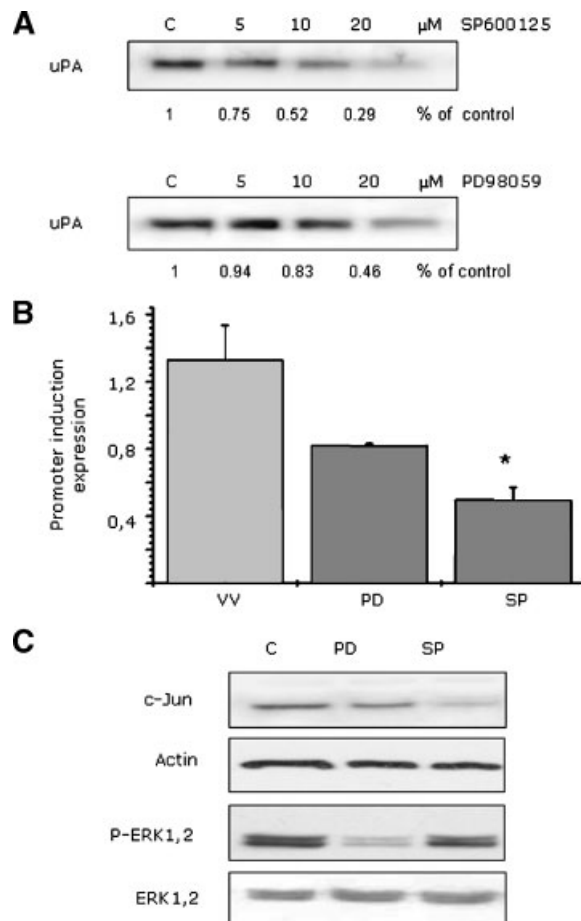 A
C 5 10 20 μM SP600125
uPA
1 0.75 0.52 0.29 % of control
C 5 10 20 μM PD98059
uPA
1 0.94 0.83 0.46 % of control
B
Promoter induction
expression
1,6
1,2
0,8
0,4
*
VV PD SP
C
C PD SP
c-Jun
Actin
P-ERK1,2
ERK1,2